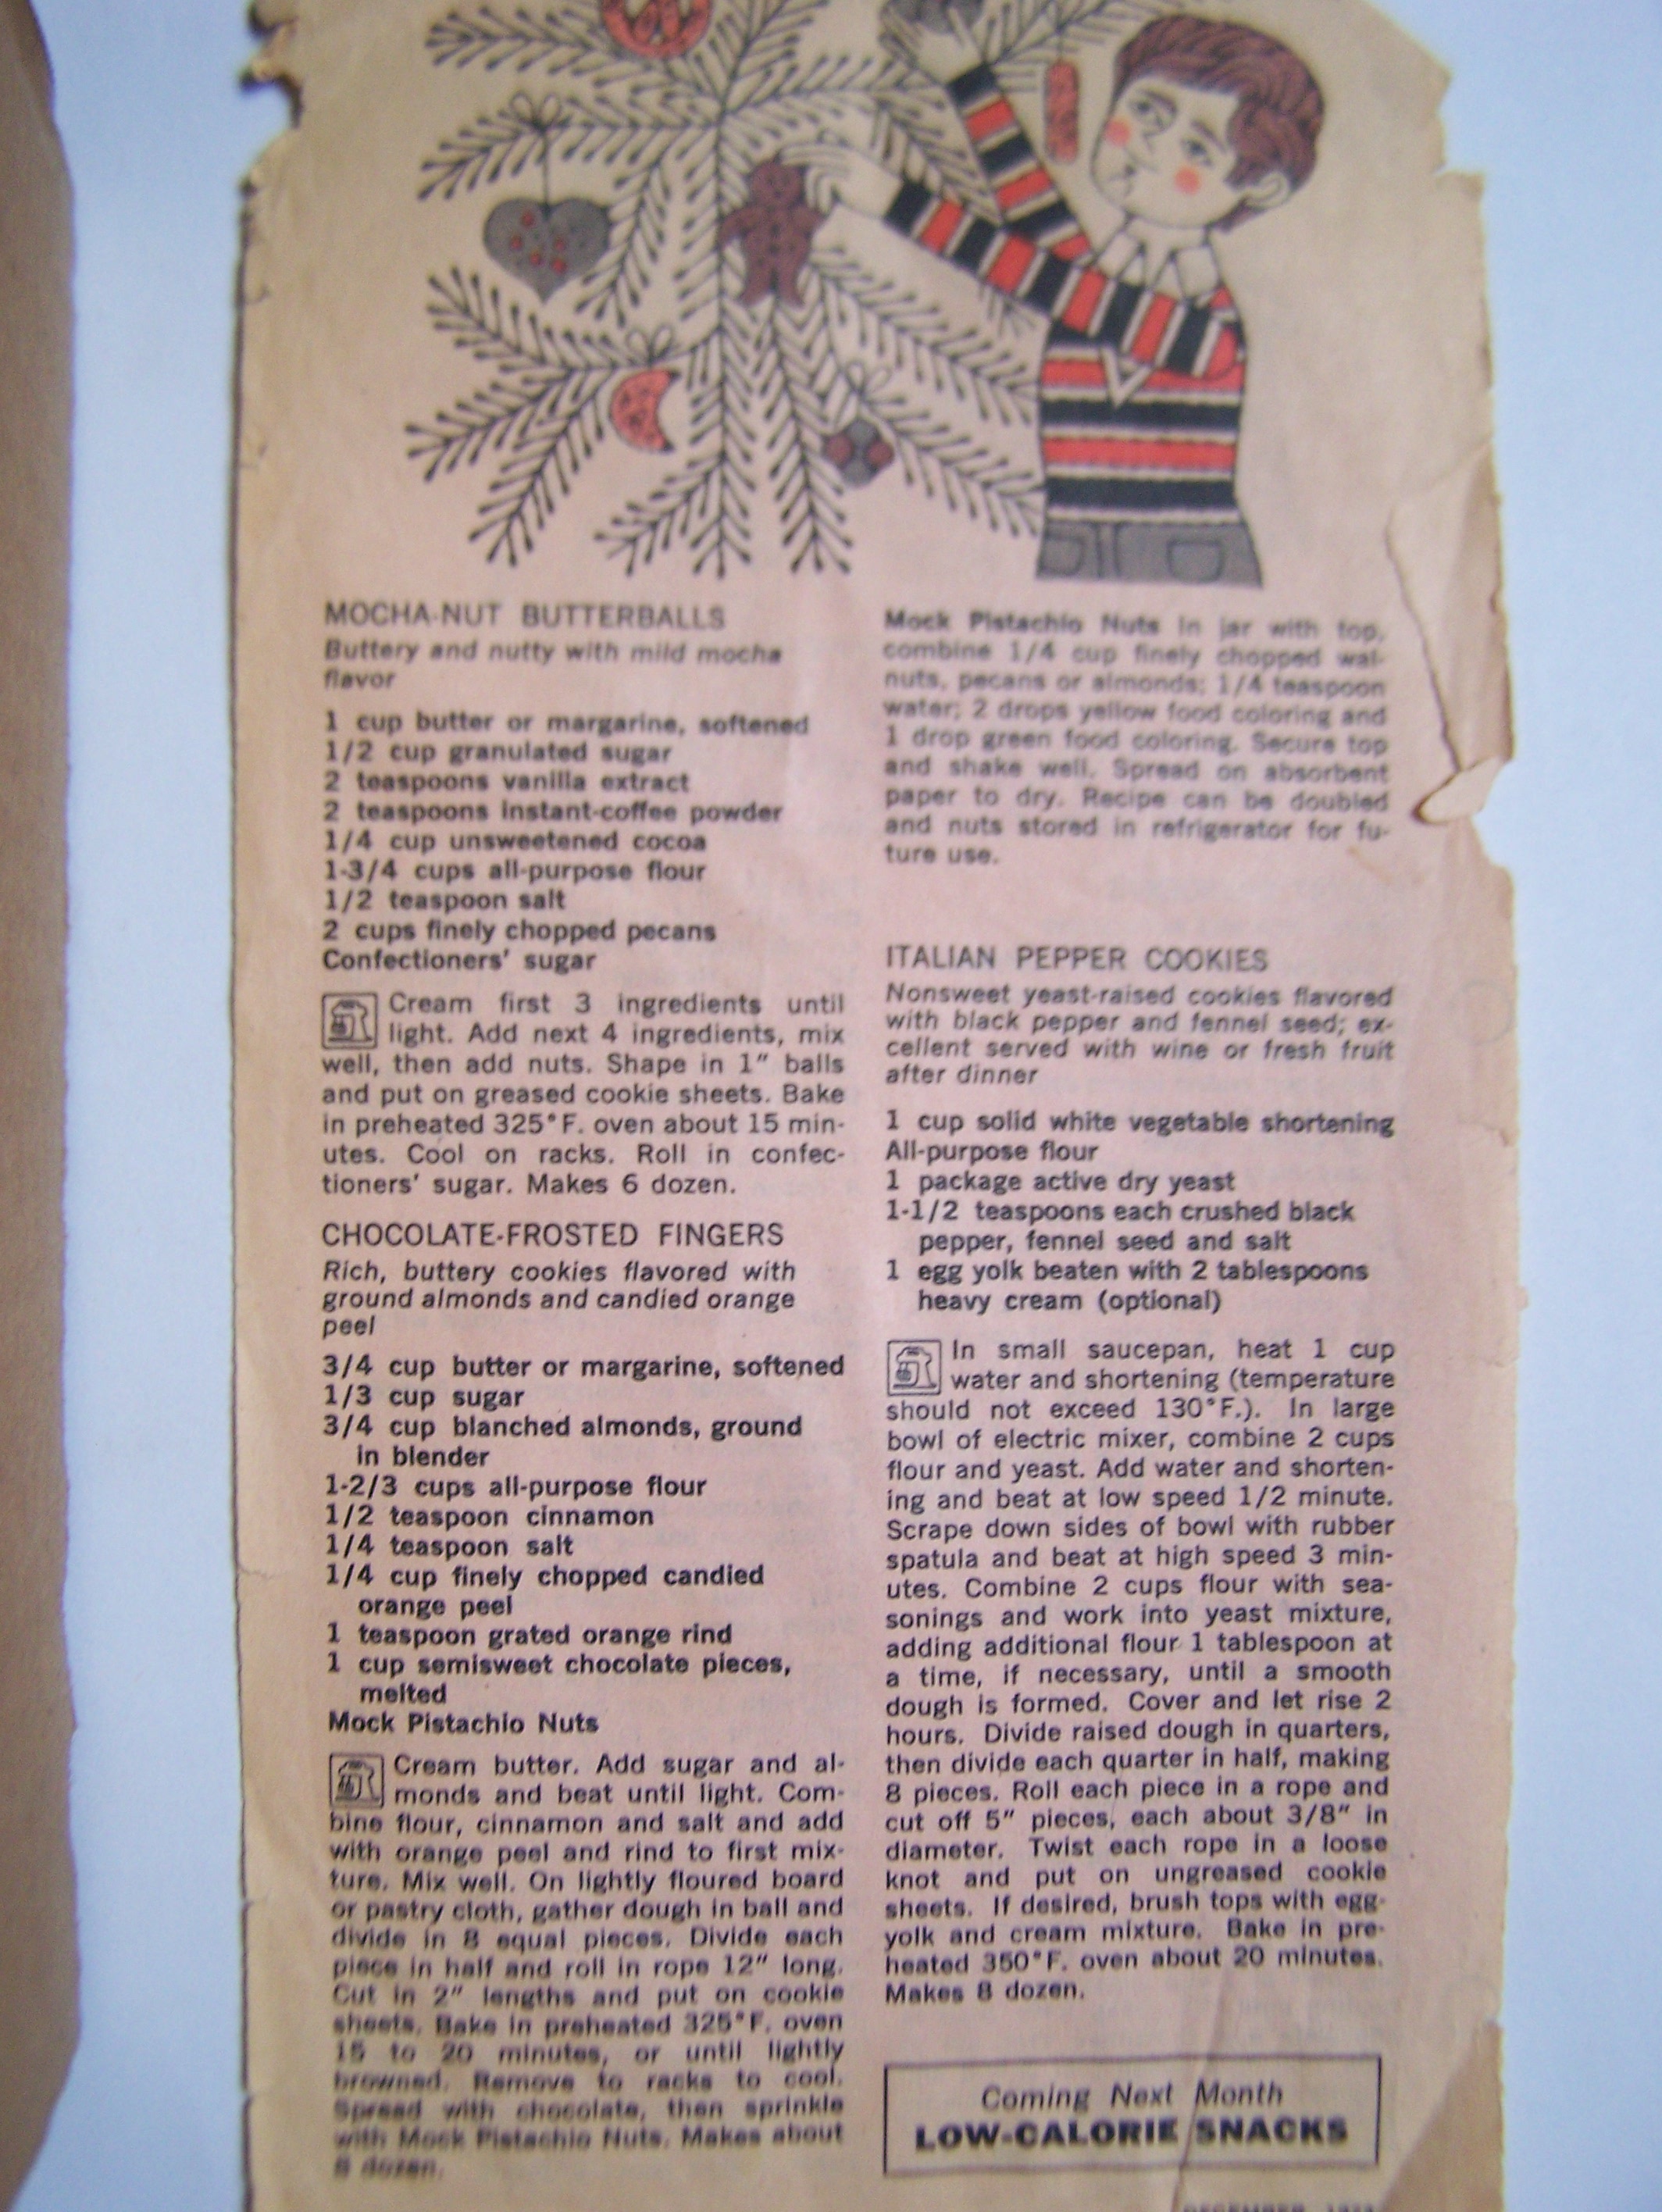 MOCHA-NUT BUTTERBALLS
Buttery and nutty with mild mocha
flavor
1 cup butter or margarine, softened
1/2 cup granulated sugar
2 teaspoons vanilla extract
2 teaspoons instant-coffee powder
1/4 cup unsweetened cocoa
1-3/4 cups all-purpose flour
1/2 teaspoon salt
2 cups finely chopped pecans
Confectioners' sugar
Cream first 3 ingredients until
light. Add next 4 ingredients, mix
well, then add nuts. Shape in 1" balls
and put on greased cookie sheets. Bake
in preheated 325°F. oven about 15 min-
utes. Cool on racks. Roll in confec-
tioners' sugar. Makes 6 dozen.
CHOCOLATE-FROSTED FINGERS
Rich, buttery cookies flavored with
ground almonds and candied orange
peel
3/4 cup butter or margarine, softened
1/3 cup sugar
3/4 cup blanched almonds, ground
in blender
1-2/3 cups all-purpose flour
1/2 teaspoon cinnamon
1/4 teaspoon salt
1/4 cup finely chopped candied
orange peel
1 teaspoon grated orange rind
1 cup semisweet chocolate pieces,
melted
Mock Pistachio Nuts
Cream butter. Add sugar and al-
monds and beat until light. Com-
bine flour, cinnamon and salt and add
with orange peel and rind to first mix-
ture. Mix well. On lightly floured board
or pastry cloth, gather dough in ball and
divide in 8 equal pieces. Divide each
piece in half and roll in rope 12" long.
Cut in 2" lengths and put on cookie
sheets. Bake in preheated 325°F. oven
15 to 20 minutes, or until lightly
browned. Remove to racks to cool.
Spread with chocolate, then sprinkle
with Mock Pistachio Nuts. Makes about
8 dozen.
Mock Pistachio Nuts In jar with top,
combine 1/4 cup finely chopped wal-
nuts, pecans or almonds; 1/4 teaspoon
water; 2 drops yellow food coloring and
1 drop green food coloring. Secure top
and shake well. Spread on absorbent
paper to dry. Recipe can be doubled
and nuts stored in refrigerator for fu-
ture use.
ITALIAN PEPPER COOKIES
Nonsweet yeast-raised cookies flavored
with black pepper and fennel seed; ex-
cellent served with wine or fresh fruit
after dinner
1 cup solid white vegetable shortening
All-purpose flour
1 package active dry yeast
1-1/2 teaspoons each crushed black
pepper, fennel seed and salt
1 egg yolk beaten with 2 tablespoons
heavy cream (optional)
In small saucepan, heat 1 cup
water and shortening (temperature
should not exceed 130°F.). In large
bowl of electric mixer, combine 2 cups
flour and yeast. Add water and shorten-
ing and beat at low speed 1/2 minute.
Scrape down sides of bowl with rubber
spatula and beat at high speed 3 min-
utes. Combine 2 cups flour with sea-
sonings and work into yeast mixture,
adding additional flour 1 tablespoon at
a time, if necessary, until a smooth
dough is formed. Cover and let rise 2
hours. Divide raised dough in quarters,
then divide each quarter in half, making
8 pieces. Roll each piece in a rope and
cut off 5" pieces, each about 3/8" in
diameter. Twist each rope in a loose
knot and put on ungreased cookie
sheets. If desired, brush tops with egg-
yolk and cream mixture. Bake in pre-
heated 350°F. oven about 20 minutes.
Makes 8 dozen.
Coming Next Month
LOW-CALORIE SNACKS